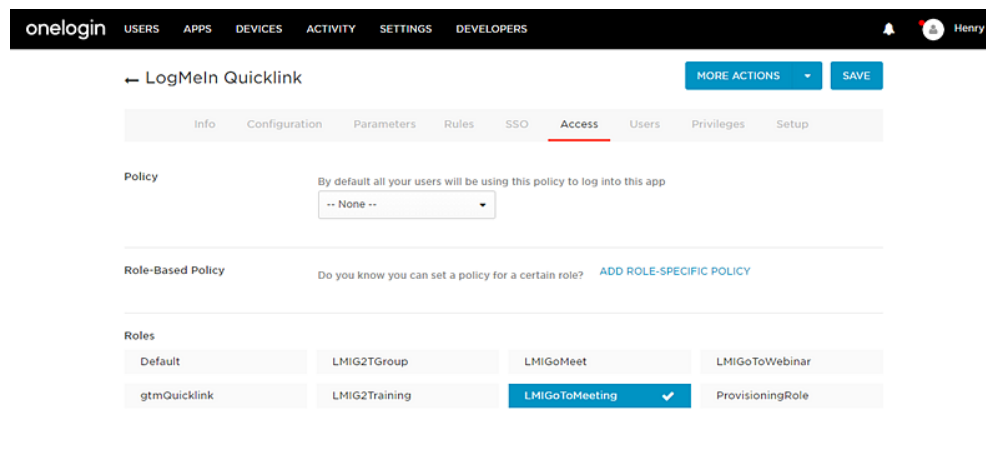 onelogin USERS APPS DEVICES ACTIVITY SETTINGS DEVELOPERS Henry
LogMeIn Quicklink MORE ACTIONS SAVE
Info Configuration Parameters Rules SSO Access Users Privileges Setup
Policy
By default all your users will be using this policy to log into this app
-- None --
Role-Based Policy Do you know you can set a policy for a certain role? ADD ROLE-SPECIFIC POLICY
Roles
Default LMIG2TGroup LMIGoMeet LMIGoToWebinar
gtmQuicklink LMIG2Training LMIGoToMeeting ProvisioningRole